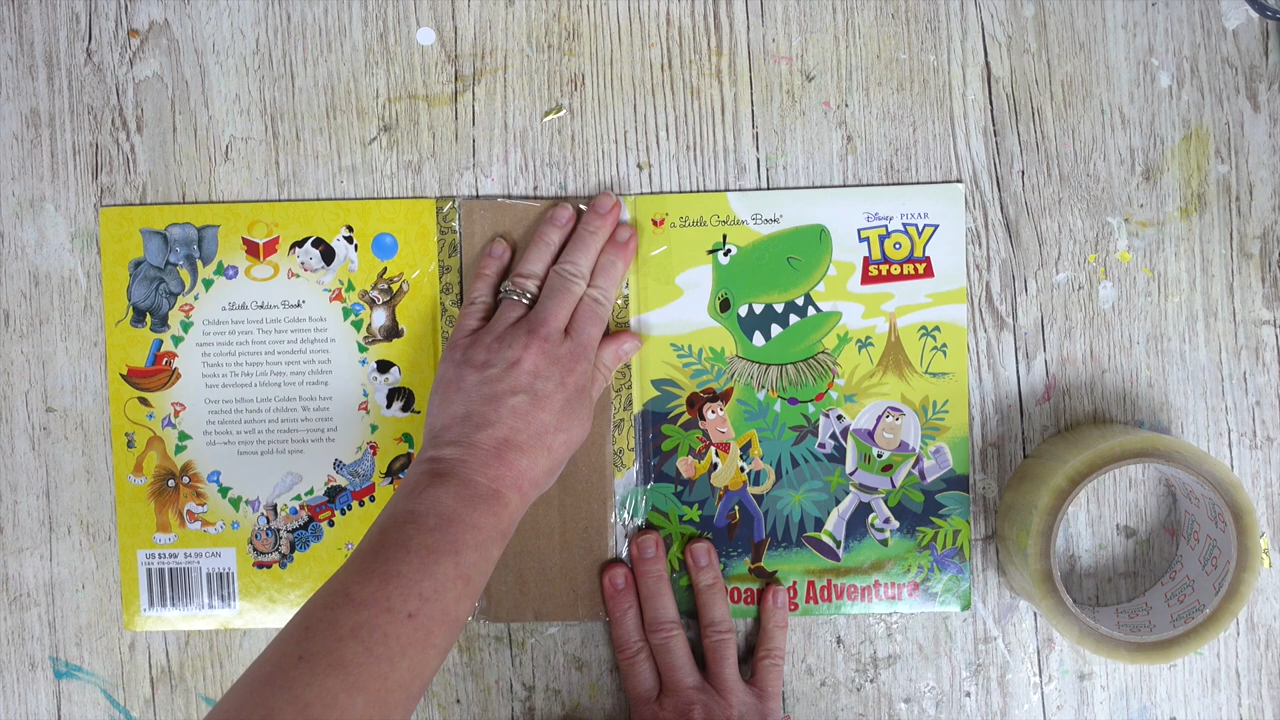 a Little Golden Book®
Children have loved Little Golden Books
for over 60 years. They have written their
names inside each front cover and delighted in
the colorful pictures and wonderful stories.
Thanks to the happy hours spent with such
books as The Poky Little Puppy, many children
have developed a lifelong love of reading.
Over two billion Little Golden Books have
reached the hands of children. We salute
the talented authors and artists who create
the books, as well as the readers—young and
old—who enjoy the picture books with the
famous gold-foil spine.
US $3.99/ $4.99 CAN
50399
a Little Golden Book®
Disney · PIXAR
TOY
STORY
Adventure